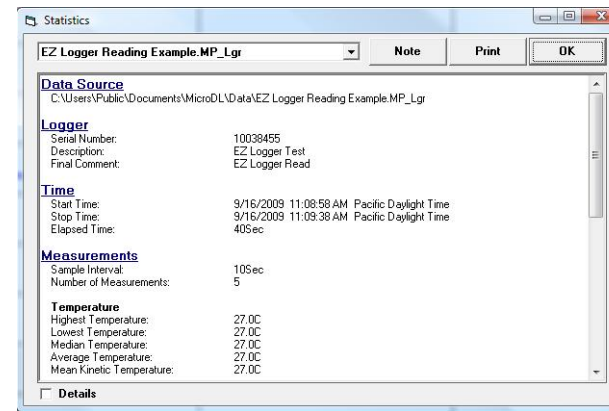 Statistics
EZ Logger Reading Example.MP_Lgr Note Print OK
Data Source
C:\Users\Public\Documents\MicroDL\Data\EZ Logger Reading Example.MP_Lgr
Logger
Serial Number: 10038455
Description: EZ Logger Test
Final Comment: EZ Logger Read
Time
Start Time: 9/16/2009 11:08:58 AM Pacific Daylight Time
Stop Time: 9/16/2009 11:09:38 AM Pacific Daylight Time
Elapsed Time: 40Sec
Measurements
Sample Interval: 10Sec
Number of Measurements: 5
Temperature
Highest Temperature: 27.0C
Lowest Temperature: 27.0C
Median Temperature: 27.0C
Average Temperature: 27.0C
Mean Kinetic Temperature: 27.0C
Details